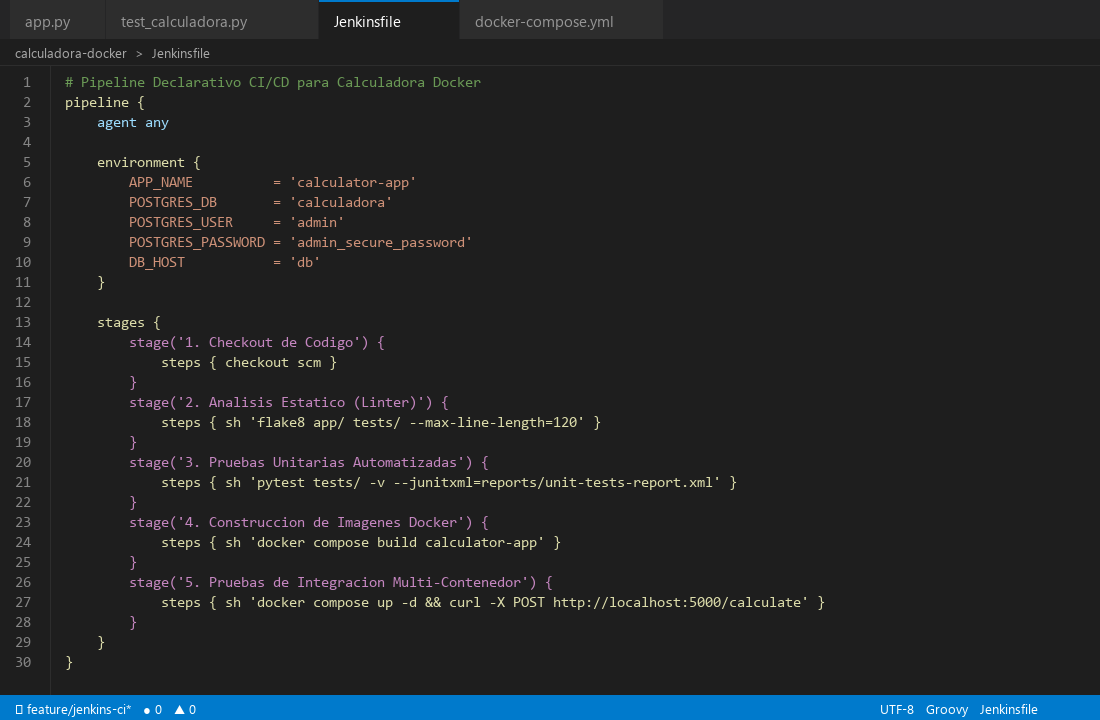 app.py test_calculadora.py Jenkinsfile docker-compose.yml
calculadora-docker > Jenkinsfile
1 # Pipeline Declarativo CI/CD para Calculadora Docker
2 pipeline {
3     agent any
4
5     environment {
6         APP_NAME          = 'calculator-app'
7         POSTGRES_DB       = 'calculadora'
8         POSTGRES_USER     = 'admin'
9         POSTGRES_PASSWORD = 'admin_secure_password'
10         DB_HOST           = 'db'
11     }
12
13     stages {
14         stage('1. Checkout de Codigo') {
15             steps { checkout scm }
16         }
17         stage('2. Analisis Estatico (Linter)') {
18             steps { sh 'flake8 app/ tests/ --max-line-length=120' }
19         }
20         stage('3. Pruebas Unitarias Automatizadas') {
21             steps { sh 'pytest tests/ -v --junitxml=reports/unit-tests-report.xml' }
22         }
23         stage('4. Construccion de Imagenes Docker') {
24             steps { sh 'docker compose build calculator-app' }
25         }
26         stage('5. Pruebas de Integracion Multi-Contenedor') {
27             steps { sh 'docker compose up -d && curl -X POST http://localhost:5000/calculate' }
28         }
29     }
30 }
feature/jenkins-ci* ● 0 ▲ 0 UTF-8 Groovy Jenkinsfile